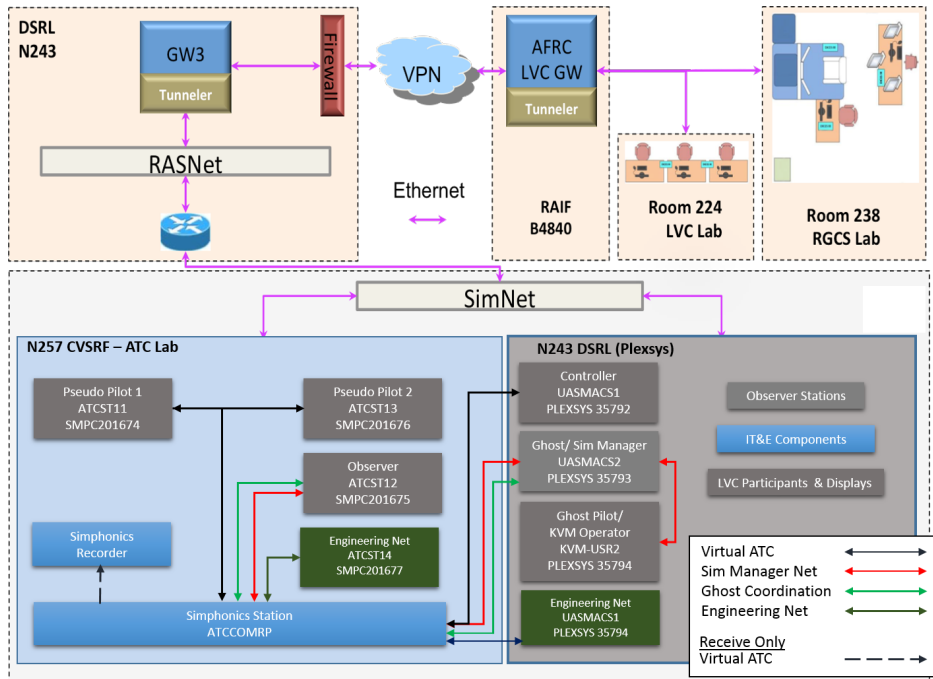 DSRL
N243
GW3
Tunneler
Firewall
VPN
AFRC
LVC GW
Tunneler
RASNet
Ethernet
RAIF
B4840
Room 224
LVC Lab
Room 238
RGCS Lab
SimNet
N257 CVSRF – ATC Lab
Pseudo Pilot 1
ATCST11
SMPC201674
Pseudo Pilot 2
ATCST13
SMPC201676
Observer
ATCST12
SMPC201675
Simphonics
Recorder
Engineering Net
ATCST14
SMPC201677
Simphonics Station
ATCCOMRP
N243 DSRL (Plexsys)
Controller
UASMACS1
PLEXSYS 35792
Ghost/ Sim Manager
UASMACS2
PLEXSYS 35793
Ghost Pilot/
KVM Operator
KVM-USR2
PLEXSYS 35794
Engineering Net
UASMACS1
PLEXSYS 35794
Observer Stations
IT&E Components
LVC Participants & Displays
Virtual ATC
Sim Manager Net
Ghost Coordination
Engineering Net
Receive Only
Virtual ATC